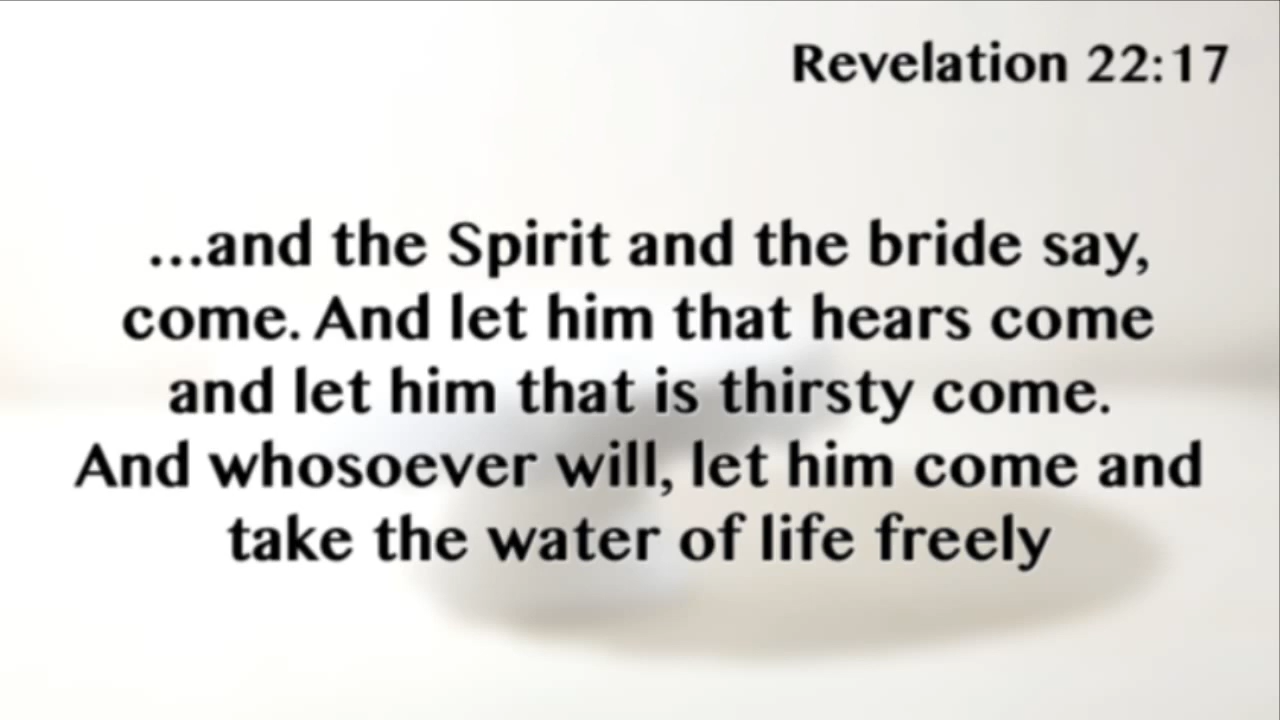 Revelation 22:17
...and the Spirit and the bride say,
come. And let him that hears come
and let him that is thirsty come.
And whosoever will, let him come and
take the water of life freely